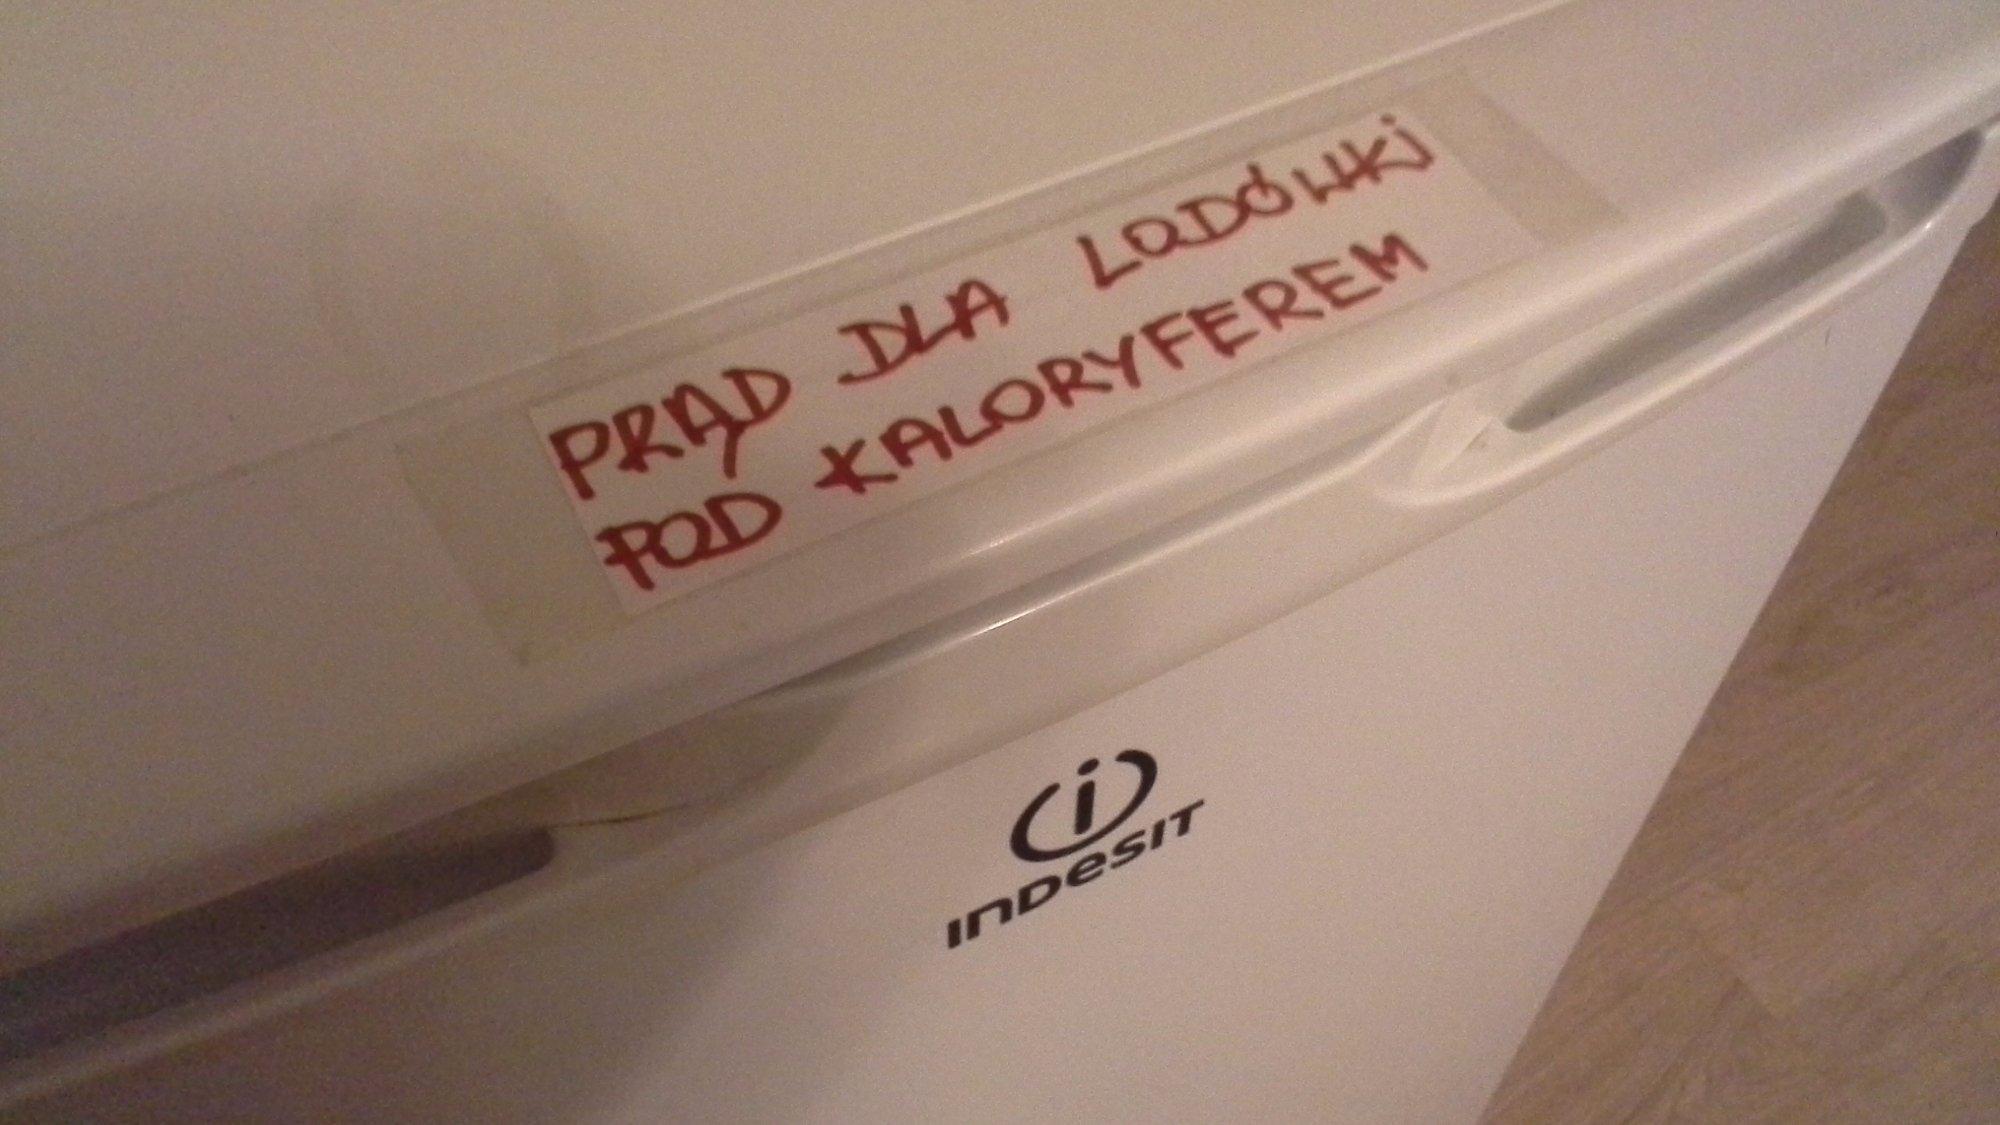 PRĄD DLA LODÓWKI
POD KALORYFEREM
i
INDESIT